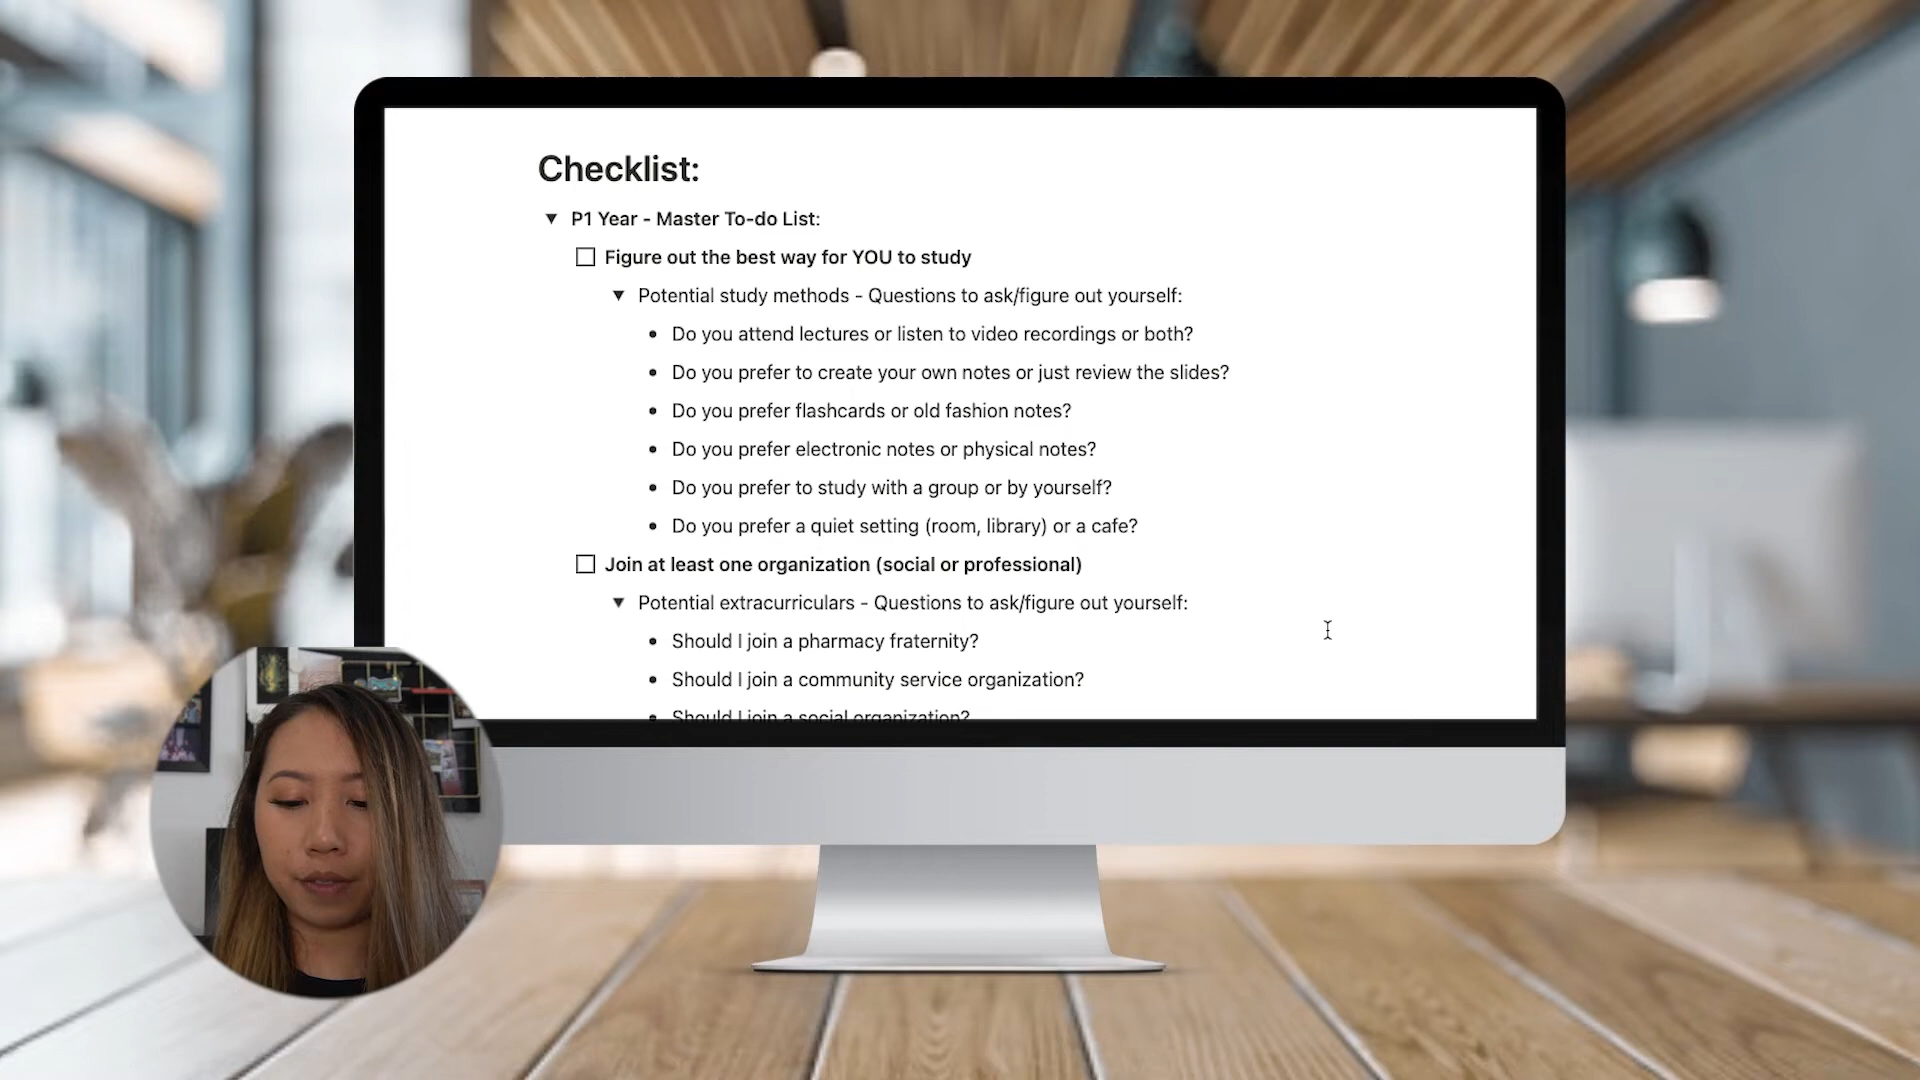 Checklist:
▼ P1 Year - Master To-do List:
Figure out the best way for YOU to study
▼ Potential study methods - Questions to ask/figure out yourself:
• Do you attend lectures or listen to video recordings or both?
• Do you prefer to create your own notes or just review the slides?
• Do you prefer flashcards or old fashion notes?
• Do you prefer electronic notes or physical notes?
• Do you prefer to study with a group or by yourself?
• Do you prefer a quiet setting (room, library) or a cafe?
Join at least one organization (social or professional)
▼ Potential extracurriculars - Questions to ask/figure out yourself:
• Should I join a pharmacy fraternity?
• Should I join a community service organization?
• Should I join a social organization?